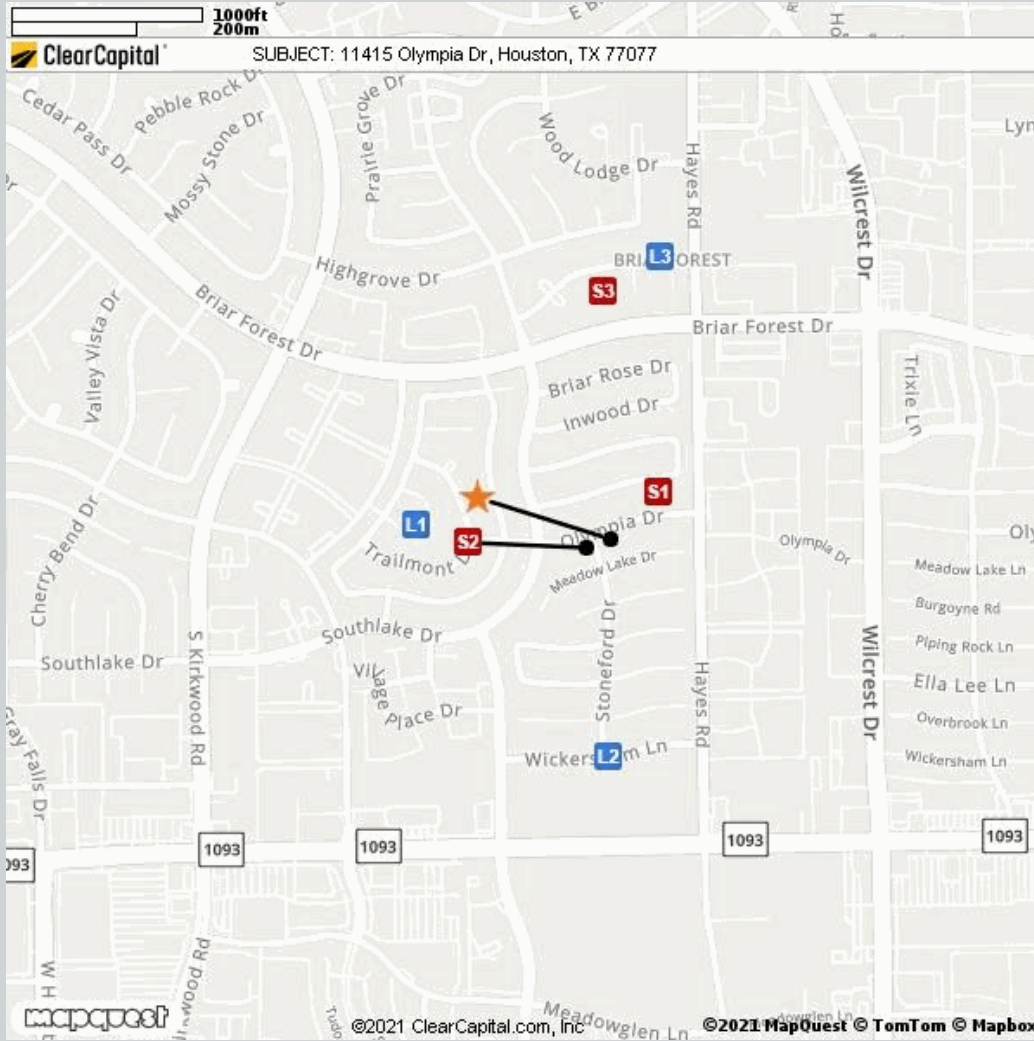 1000ft
200m
ClearCapital
SUBJECT: 11415 Olympia Dr, Houston, TX 77077
Pebble Rock
Cedar Pass Dr
Mossy Stone Dr
Prairie Grove Dr
Wood Lodge Dr
Hayes Rd
Wilcrest Dr
Highgrove Dr
L3
S3
Briar Forest Dr
Briar Forest Dr
Valley Vista Dr
Briar Rose Dr
Trixie Ln
Inwood Dr
S1
L1
S2
Olympia Dr
Olympia Dr
Trailmont
Meadow Lake Dr
Meadow Lake Ln
Cherry Bend Dr
Burgoyne Rd
Stoneford Dr
Southlake Dr
Southlake Dr
S Kirkwood Rd
Piping Rock Ln
Village
Place Dr
Ella Lee Ln
Hayes Rd
Wilcrest Dr
Overbrook Ln
Gray Falls Dr
L2
Wickersham Ln
Wickersham Ln
1093
1093
1093
1093
093
W H
kwood Rd
Meadowglen Ln
mapquest
©2021 ClearCapital.com, Inc
©2021 MapQuest © TomTom © Mapbox